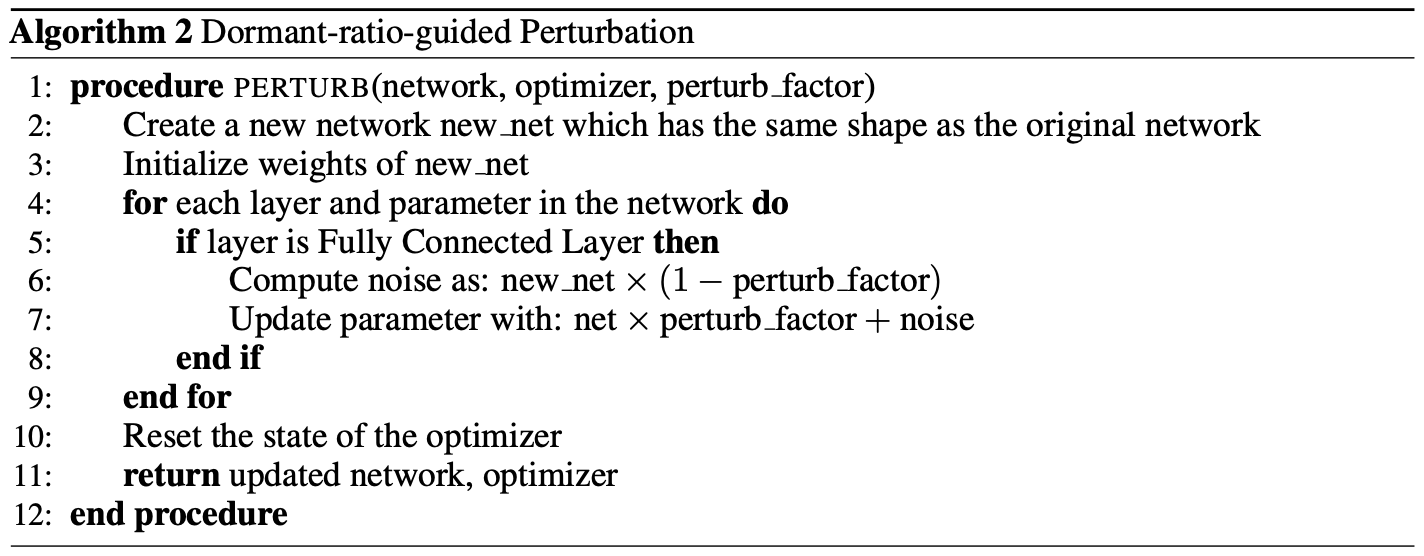 Algorithm 2 Dormant-ratio-guided Perturbation
1: procedure PERTURB(network, optimizer, perturb_factor)
2: Create a new network new_net which has the same shape as the original network
3: Initialize weights of new_net
4: for each layer and parameter in the network do
5: if layer is Fully Connected Layer then
6: Compute noise as: new_net × (1 − perturb_factor)
7: Update parameter with: net × perturb_factor + noise
8: end if
9: end for
10: Reset the state of the optimizer
11: return updated network, optimizer
12: end procedure